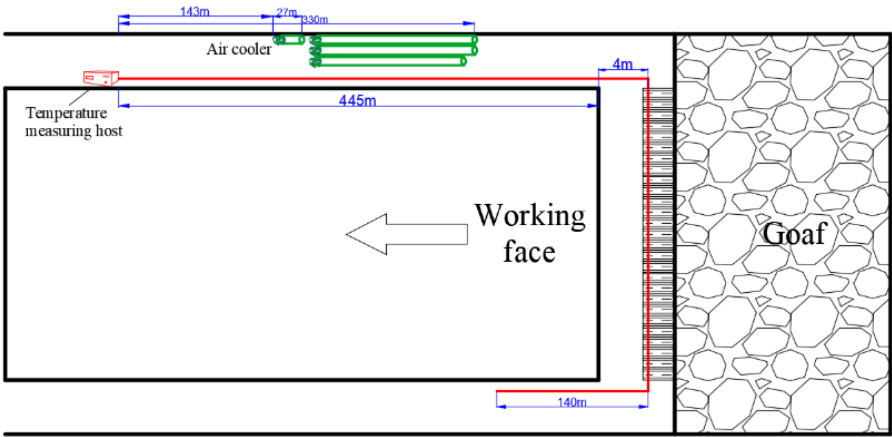 143m
27m
330m
Air cooler
4m
Temperature
measuring host
445m
Working
face
Goaf
140m